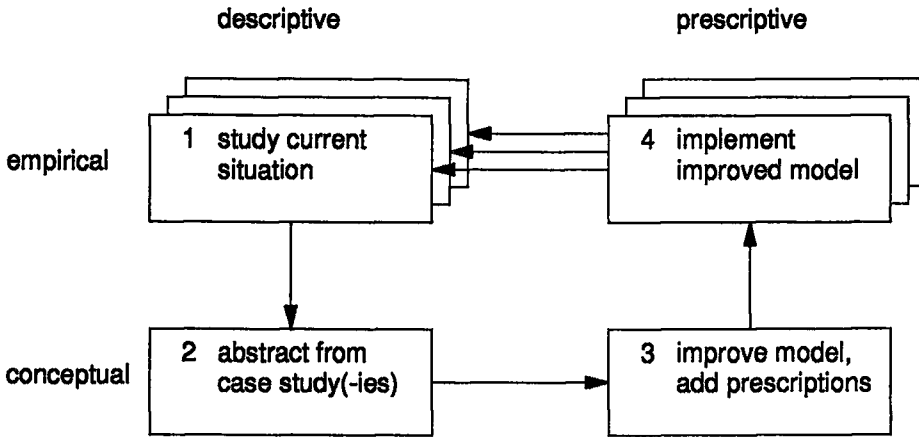 descriptive
prescriptive
empirical
1 study current
situation
4 implement
improved model
conceptual
2 abstract from
case study(-ies)
3 improve model,
add prescriptions